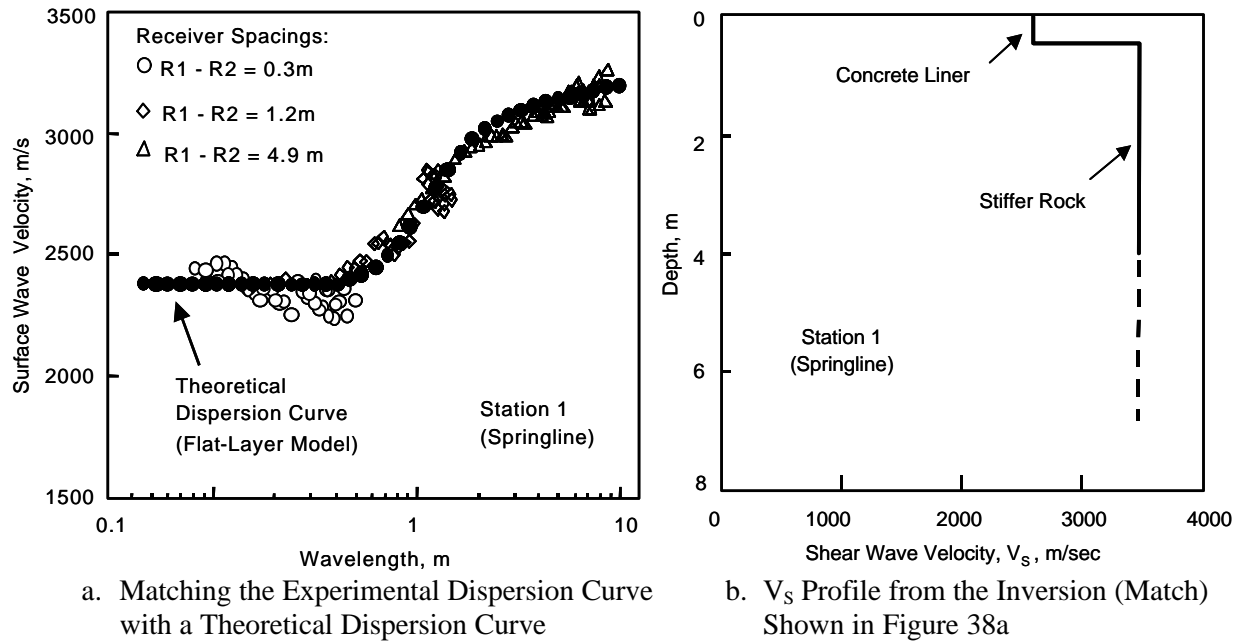 3500
3000
2500
2000
1500
Surface Wave Velocity, m/s
Receiver Spacings:
R1 - R2 = 0.3m
R1 - R2 = 1.2m
R1 - R2 = 4.9 m
Theoretical
Dispersion Curve
(Flat-Layer Model)
Station 1
(Springline)
0.1
1
10
Wavelength, m
a. Matching the Experimental Dispersion Curve
with a Theoretical Dispersion Curve
0
2
4
6
8
Depth, m
Concrete Liner
Stiffer Rock
Station 1
(Springline)
0
1000
2000
3000
4000
Shear Wave Velocity, VS, m/sec
b. VS Profile from the Inversion (Match)
Shown in Figure 38a